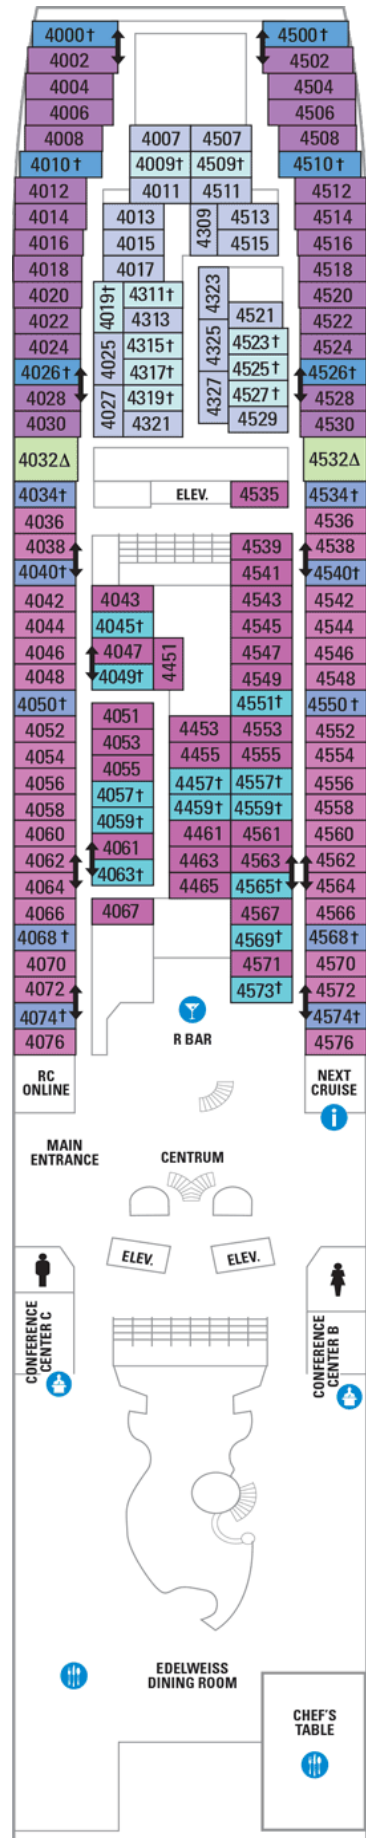 4000† 4500†
4002 4502
4004 4504
4006 4506
4008 4007 4507 4508
4010† 4009† 4509† 4510†
4012 4011 4511 4512
4014 4013 4309 4513 4514
4016 4015 4515 4516
4018 4017 4323 4518
4020 4019† 4311† 4520
4022 4313 4521 4522
4024 4025 4315† 4325 4523† 4524
4026† 4317† 4525† 4526†
4028 4027 4319† 4327 4527† 4528
4030 4321 4529 4530
4032Δ 4532Δ
4034† ELEV. 4535 4534†
4036 4536
4038 4539 4538
4040† 4541 4540†
4042 4043 4543 4542
4044 4045† 4545 4544
4046 4047 4451 4547 4546
4048 4049† 4549 4548
4050† 4551† 4550†
4052 4051 4453 4553 4552
4054 4053 4455 4555 4554
4056 4055 4457† 4557† 4556
4058 4057† 4459† 4559† 4558
4060 4059† 4461 4561 4560
4062 4061 4463 4563 4562
4064 4063† 4465 4565† 4564
4066 4067 4567 4566
4068† 4569† 4568†
4070 4571 4570
4072 4573† 4572
4074† 4574†
4076 R BAR 4576
RC
ONLINE
NEXT
CRUISE
i
MAIN
ENTRANCE
CENTRUM
ELEV. ELEV.
CONFERENCE
CENTER C
CONFERENCE
CENTER B
EDELWEISS
DINING ROOM
CHEF'S
TABLE